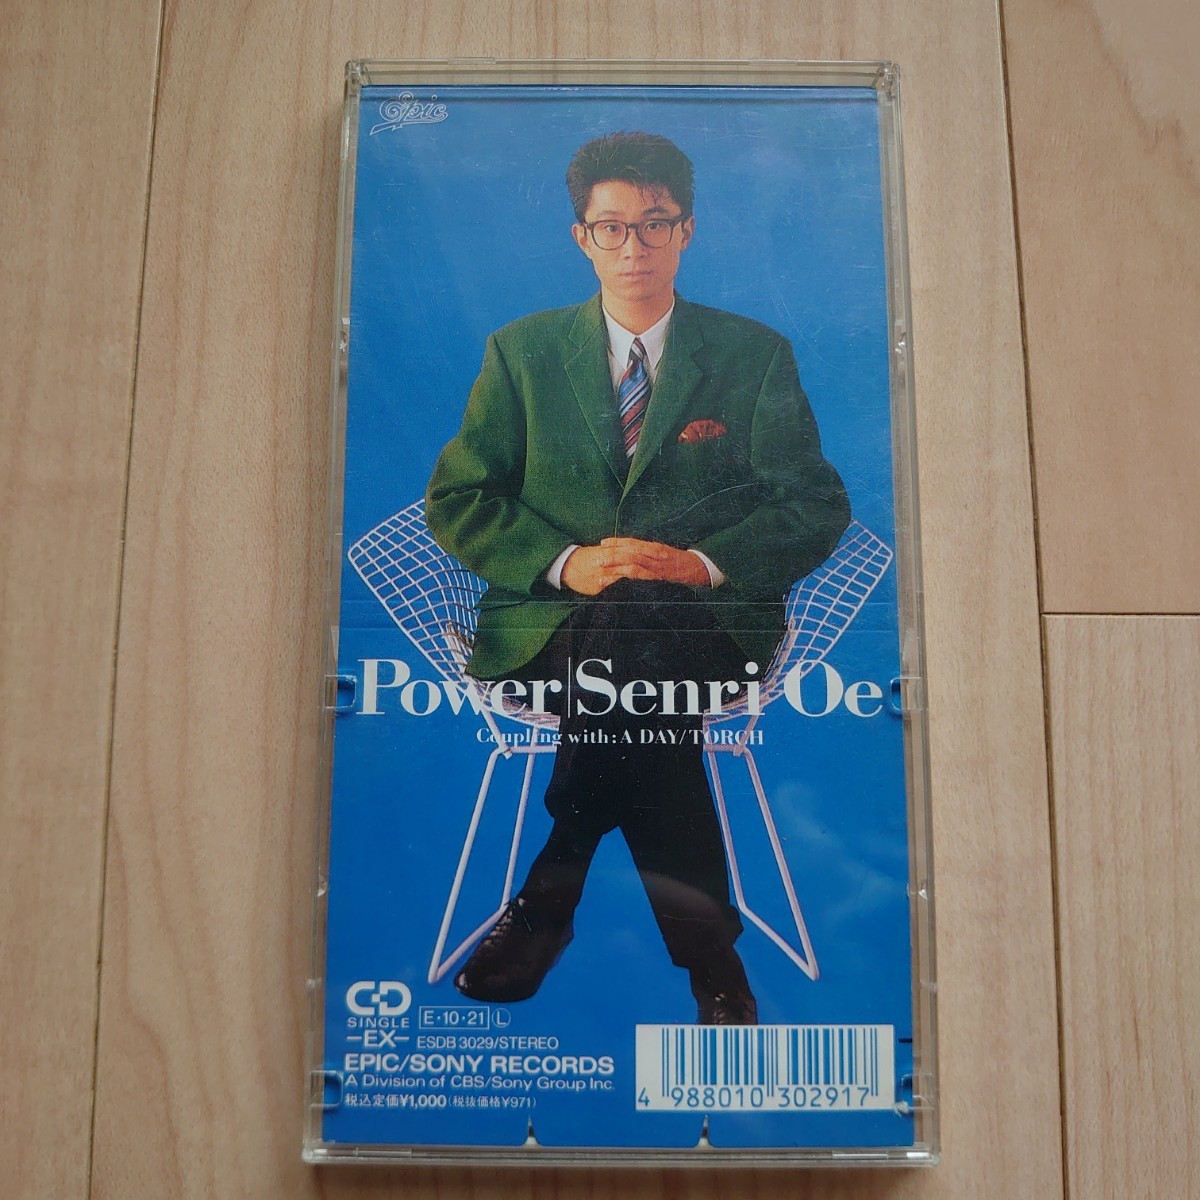 Epic
Power|Senri Oe
Coupling with: A DAY/TORCH
CD
SINGLE
-EX-
E・10・21 Ⓛ
ESDB 3029/STEREO
EPIC/SONY RECORDS
A Division of CBS/Sony Group Inc.
税込定価¥1,000(税抜価格¥971)
4 988010 302917